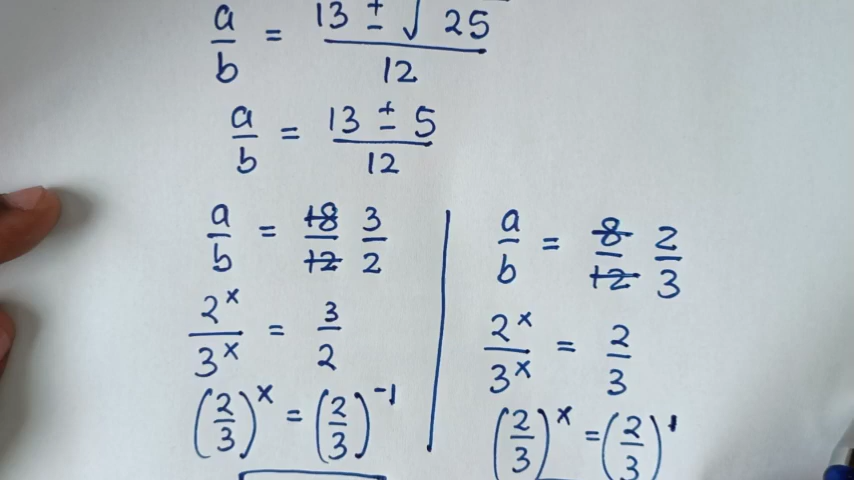 a/b = (13 ± √25)/12
a/b = (13 ± 5)/12
a/b = 18/12 3/2
2^x/3^x = 3/2
(2/3)^x = (2/3)^-1
a/b = 8/12 2/3
2^x/3^x = 2/3
(2/3)^x = (2/3)^1